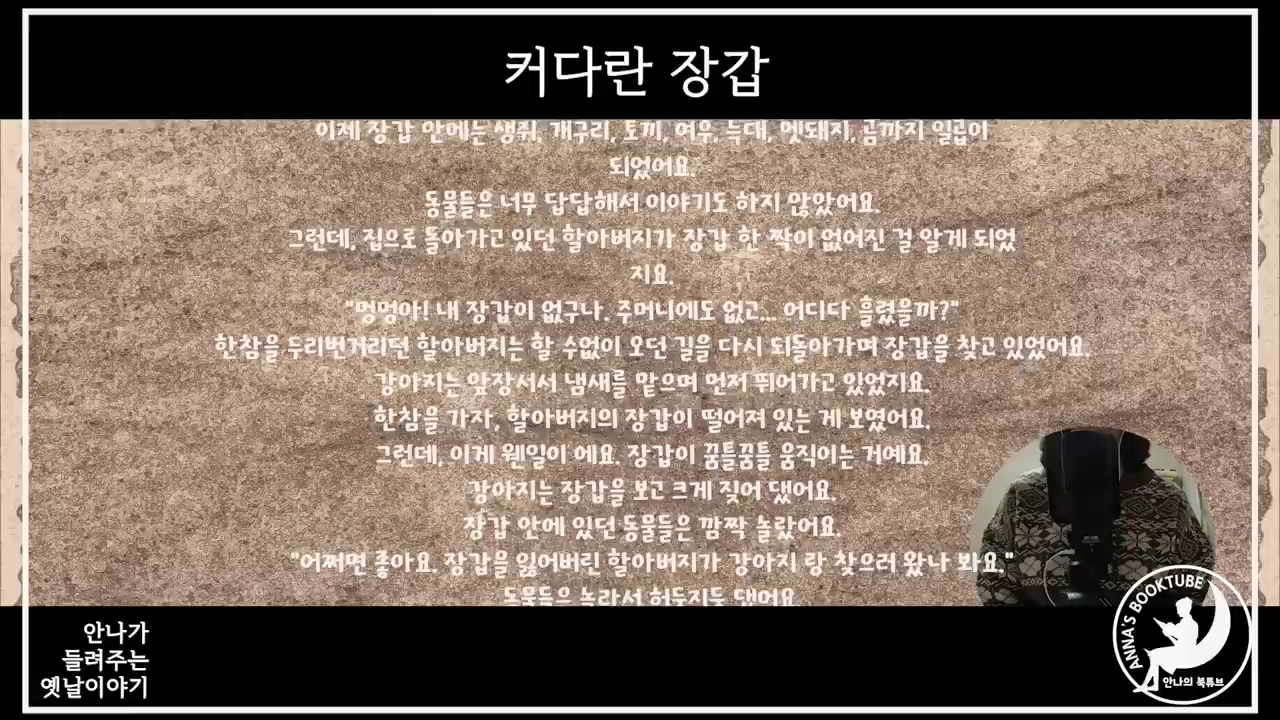 커다란 장갑
이제 장갑 안에는 생쥐, 개구리, 토끼, 여우, 늑대, 멧돼지, 곰까지 일곱이
되었어요.
동물들은 너무 답답해서 이야기도 하지 않았어요.
그런데, 집으로 돌아가고 있던 할아버지가 장갑 한 짝이 없어진 걸 알게 되었
지요.
"멍멍아! 내 장갑이 없구나. 주머니에도 없고... 어디다 흘렸을까?"
한참을 두리번거리던 할아버지는 할 수없이 오던 길을 다시 되돌아가며 장갑을 찾고 있었어요.
강아지는 앞장서서 냄새를 맡으며 먼저 뛰어가고 있었지요.
한참을 가자, 할아버지의 장갑이 떨어져 있는 게 보였어요.
그런데, 이게 웬일이 에요. 장갑이 꿈틀꿈틀 움직이는 거예요.
강아지는 장갑을 보고 크게 짖어 댔어요.
장갑 안에 있던 동물들은 깜짝 놀랐어요.
"어쩌면 좋아요. 장갑을 잃어버린 할아버지가 강아지 랑 찾으러 왔나 봐요."
동물들은 놀라서 허둥지둥 댔어요
안나가
들려주는
옛날이야기
ANNA'S BOOKTUBE
안나의 북튜브